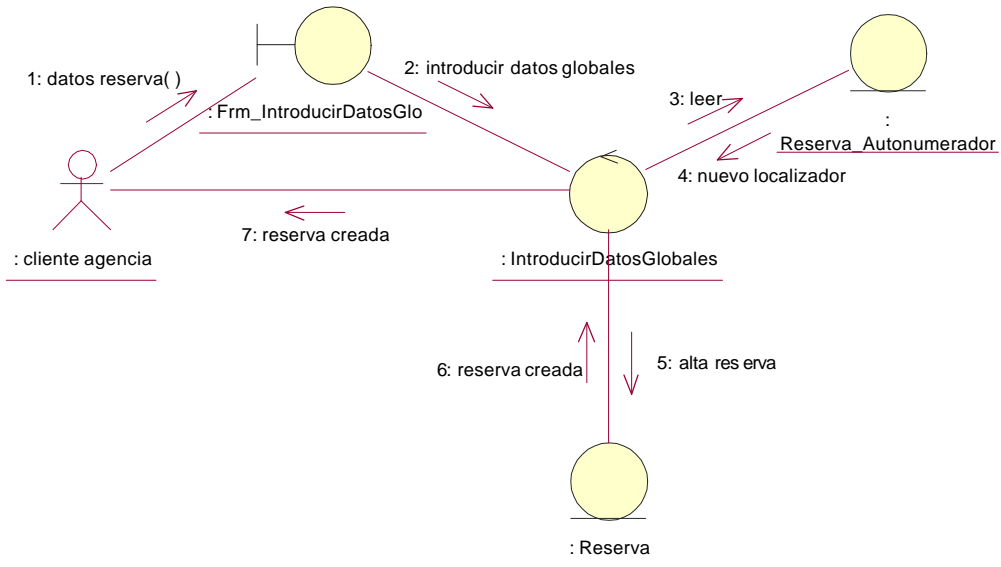 1: datos reserva( )
2: introducir datos globales
: Frm_IntroducirDatosGlo
3: leer
:
Reserva_Autonumerador
4: nuevo localizador
7: reserva creada
: cliente agencia
: IntroducirDatosGlobales
6: reserva creada
5: alta res erva
: Reserva